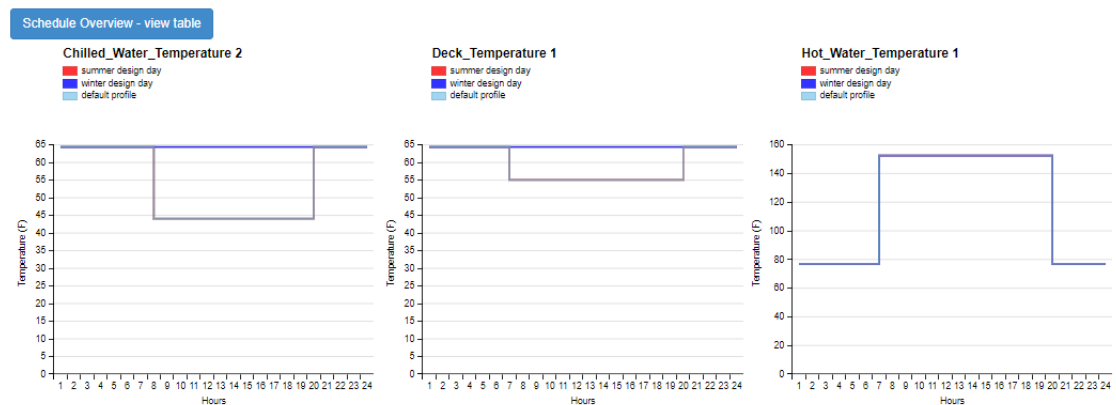 Schedule Overview - view table
Chilled_Water_Temperature 2
summer design day
winter design day
default profile
65
60
55
50
45
40
35
30
25
20
15
10
5
0
Temperature (F)
1 2 3 4 5 6 7 8 9 10 11 12 13 14 15 16 17 18 19 20 21 22 23 24
Hours
Deck_Temperature 1
summer design day
winter design day
default profile
65
60
55
50
45
40
35
30
25
20
15
10
5
0
Temperature (F)
1 2 3 4 5 6 7 8 9 10 11 12 13 14 15 16 17 18 19 20 21 22 23 24
Hours
Hot_Water_Temperature 1
summer design day
winter design day
default profile
160
140
120
100
80
60
40
20
0
Temperature (F)
1 2 3 4 5 6 7 8 9 10 11 12 13 14 15 16 17 18 19 20 21 22 23 24
Hours